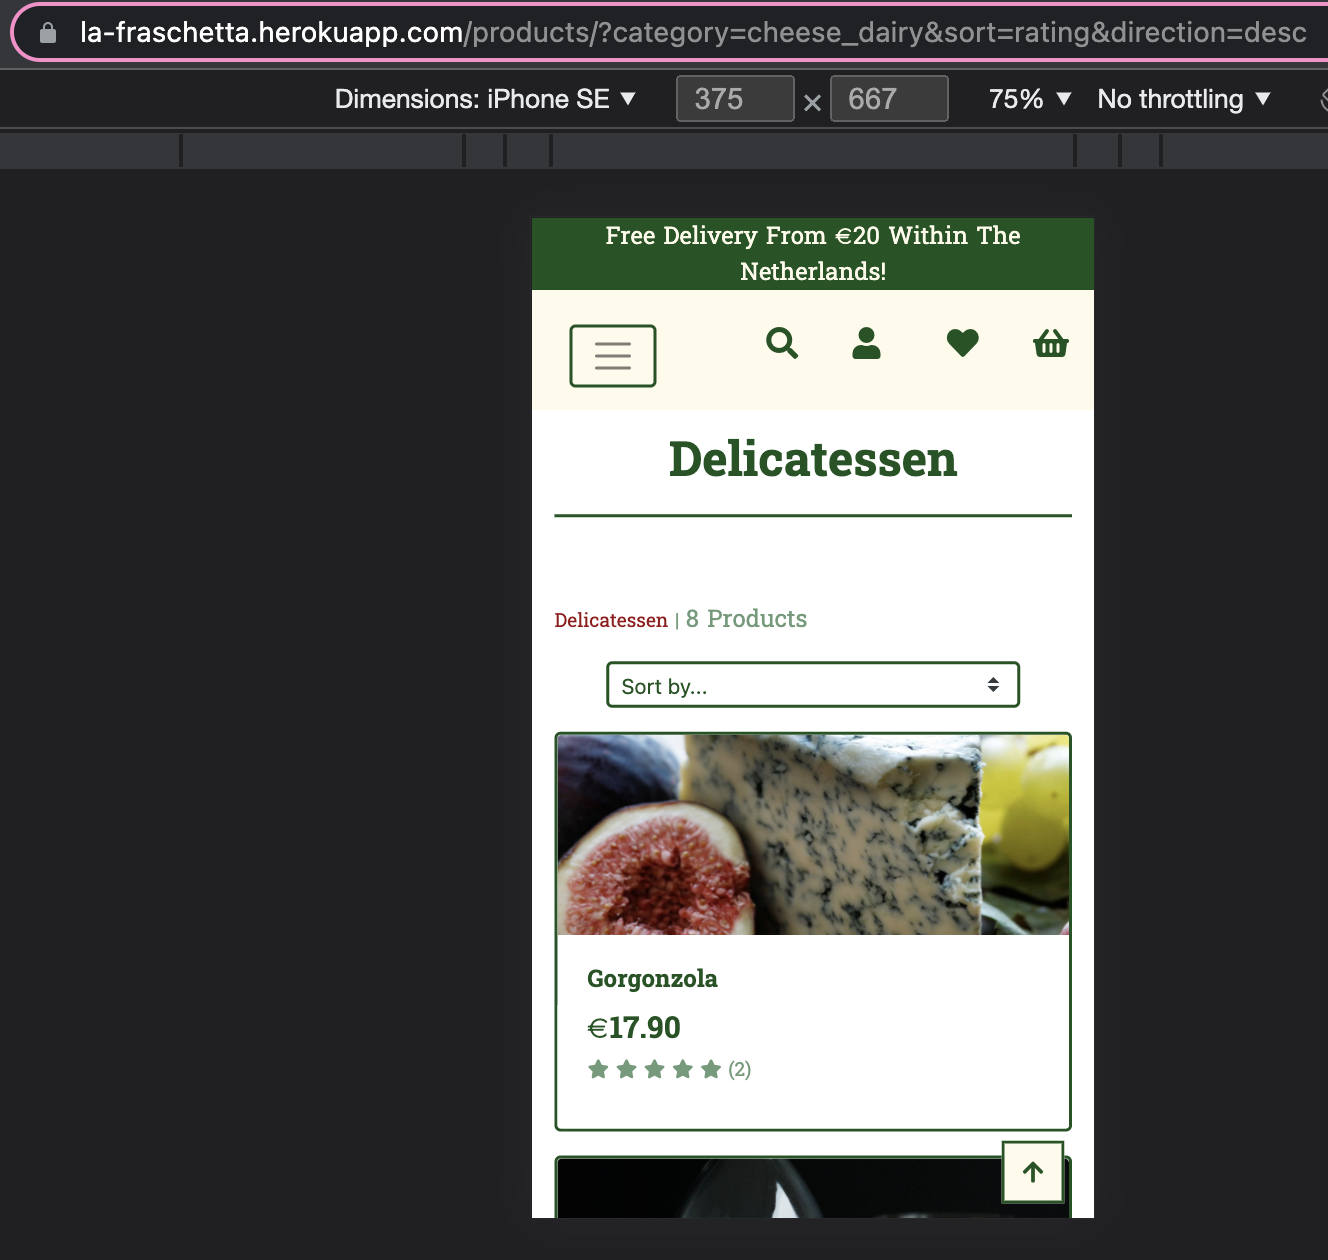 la-fraschetta.herokuapp.com/products/?category=cheese_dairy&sort=rating&direction=desc
Dimensions: iPhone SE ▼ 375 × 667 75% ▼ No throttling ▼
Free Delivery From €20 Within The
Netherlands!
Delicatessen
Delicatessen | 8 Products
Sort by...
Gorgonzola
€17.90
(2)